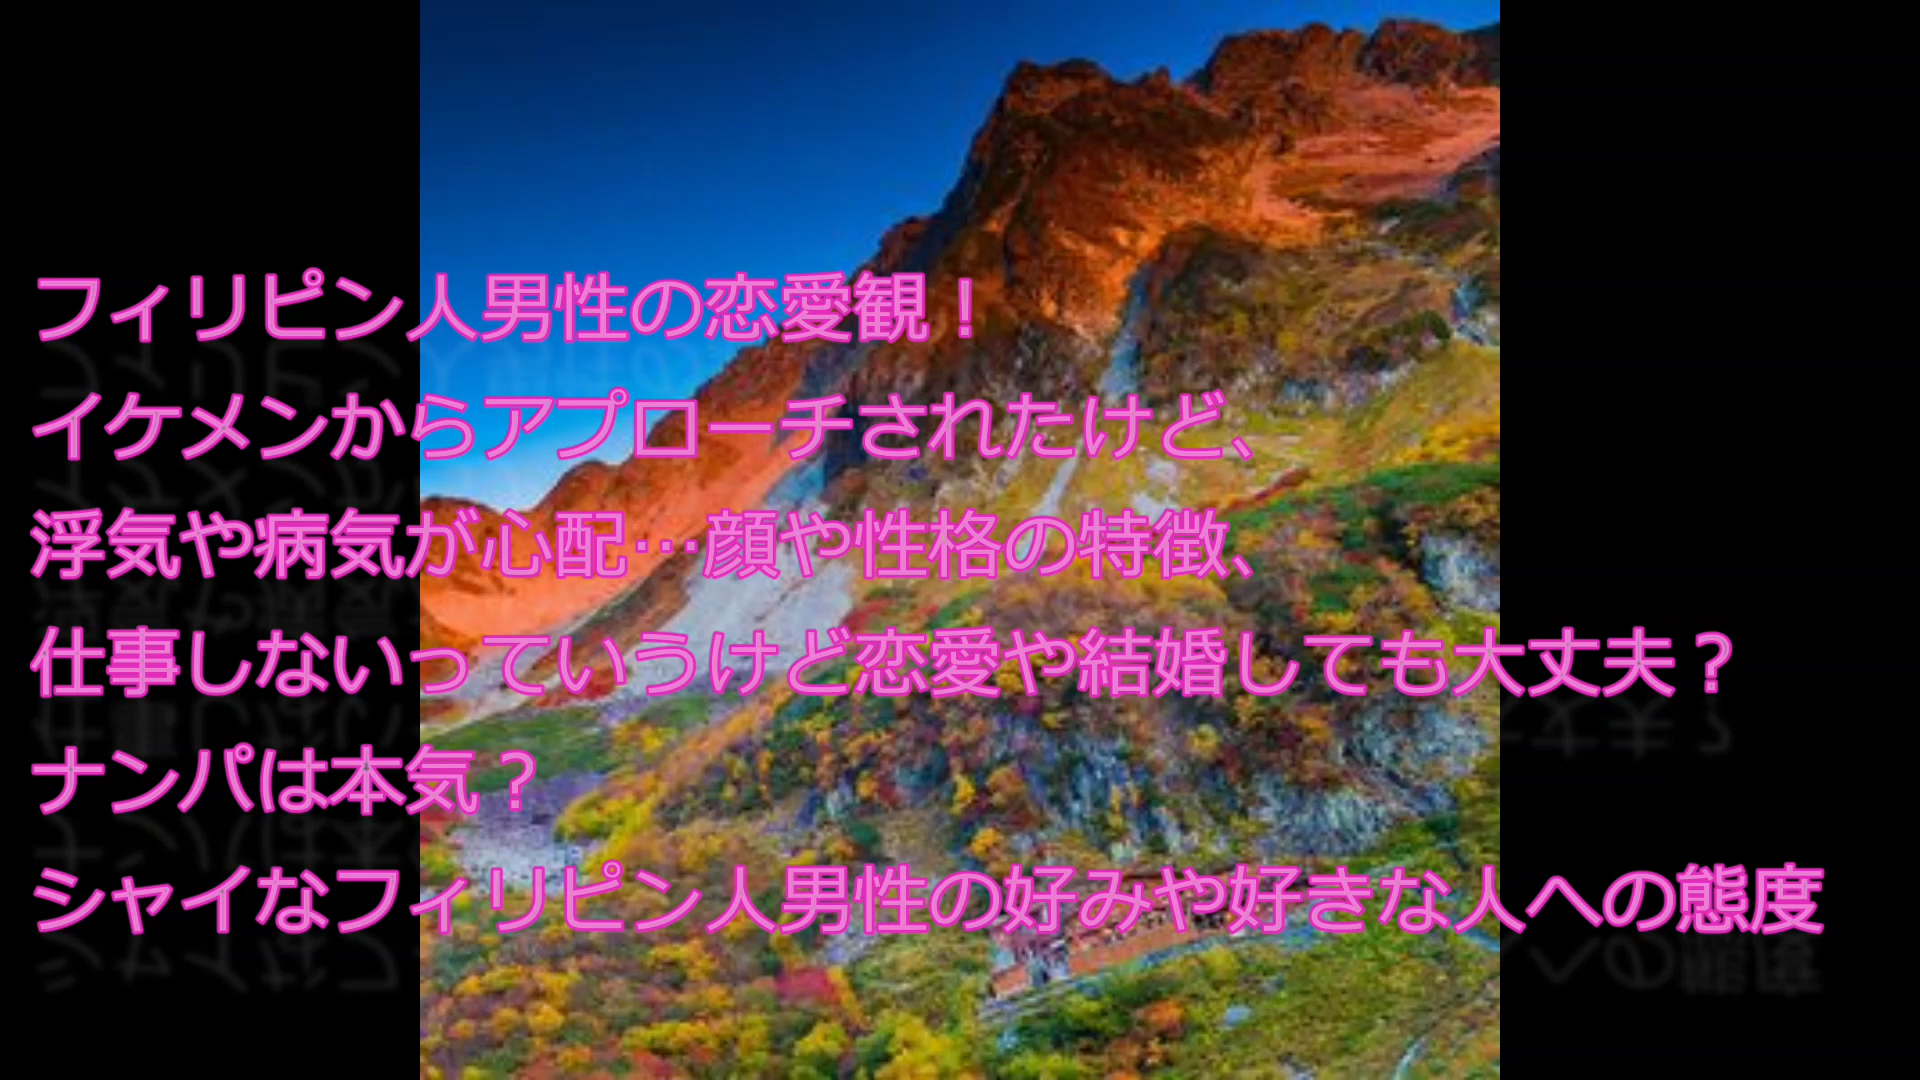 フィリピン人男性の恋愛観！
イケメンからアプローチされたけど、
浮気や病気が心配…顔や性格の特徴、
仕事しないっていうけど恋愛や結婚しても大丈夫？
ナンパは本気？
シャイなフィリピン人男性の好みや好きな人への態度